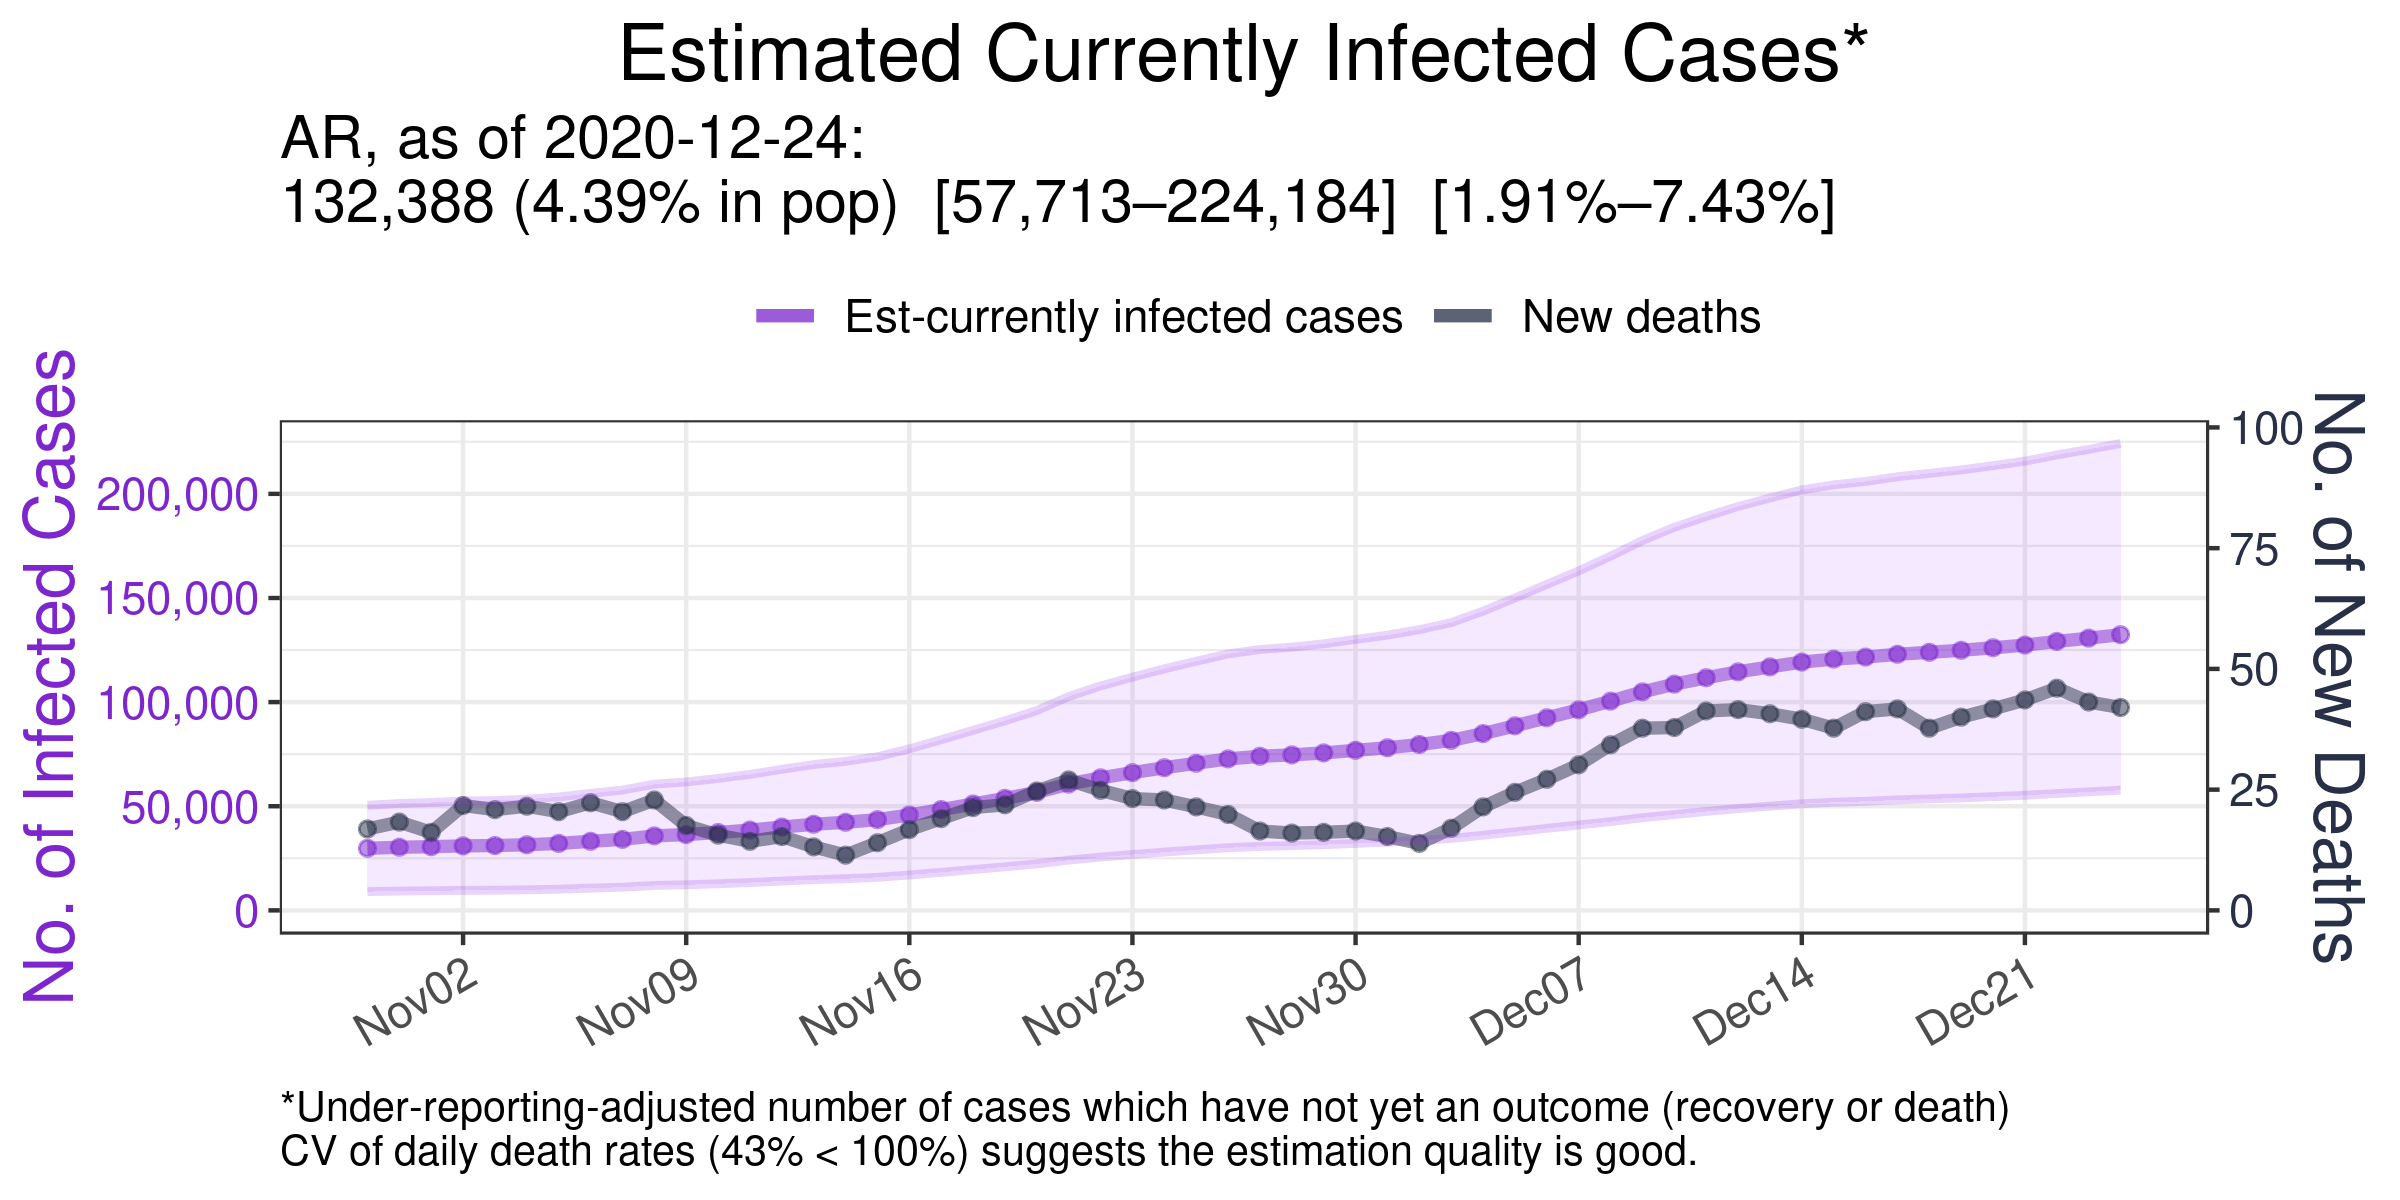 Estimated Currently Infected Cases*
AR, as of 2020-12-24:
132,388 (4.39% in pop)  [57,713–224,184]  [1.91%–7.43%]
Est-currently infected cases
New deaths
No. of Infected Cases
200,000
150,000
100,000
50,000
0
100
75
50
25
0
No. of New Deaths
Nov02
Nov09
Nov16
Nov23
Nov30
Dec07
Dec14
Dec21
*Under-reporting-adjusted number of cases which have not yet an outcome (recovery or death)
CV of daily death rates (43% < 100%) suggests the estimation quality is good.